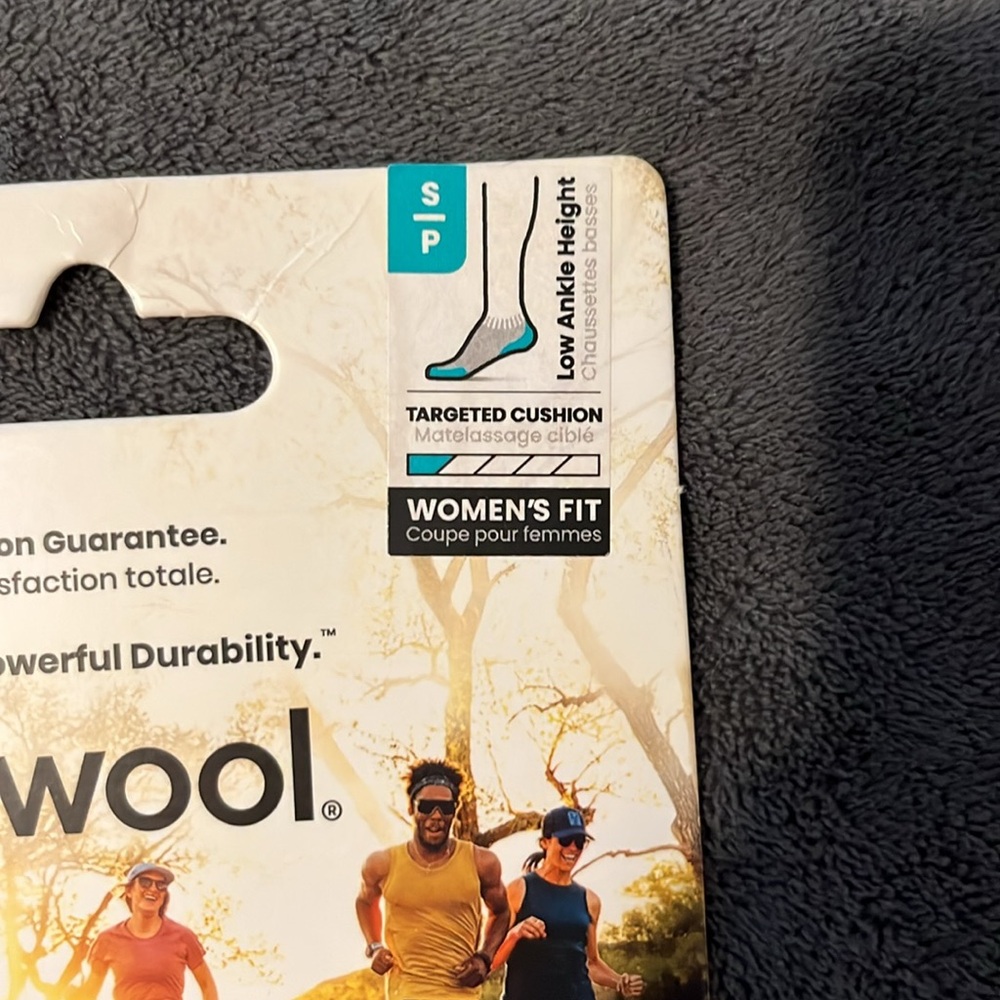 S
P
Low Ankle Height
Chaussettes basses
TARGETED CUSHION
Matelassage ciblé
WOMEN'S FIT
Coupe pour femmes
on Guarantee.
sfaction totale.
owerful Durability.™
wool®